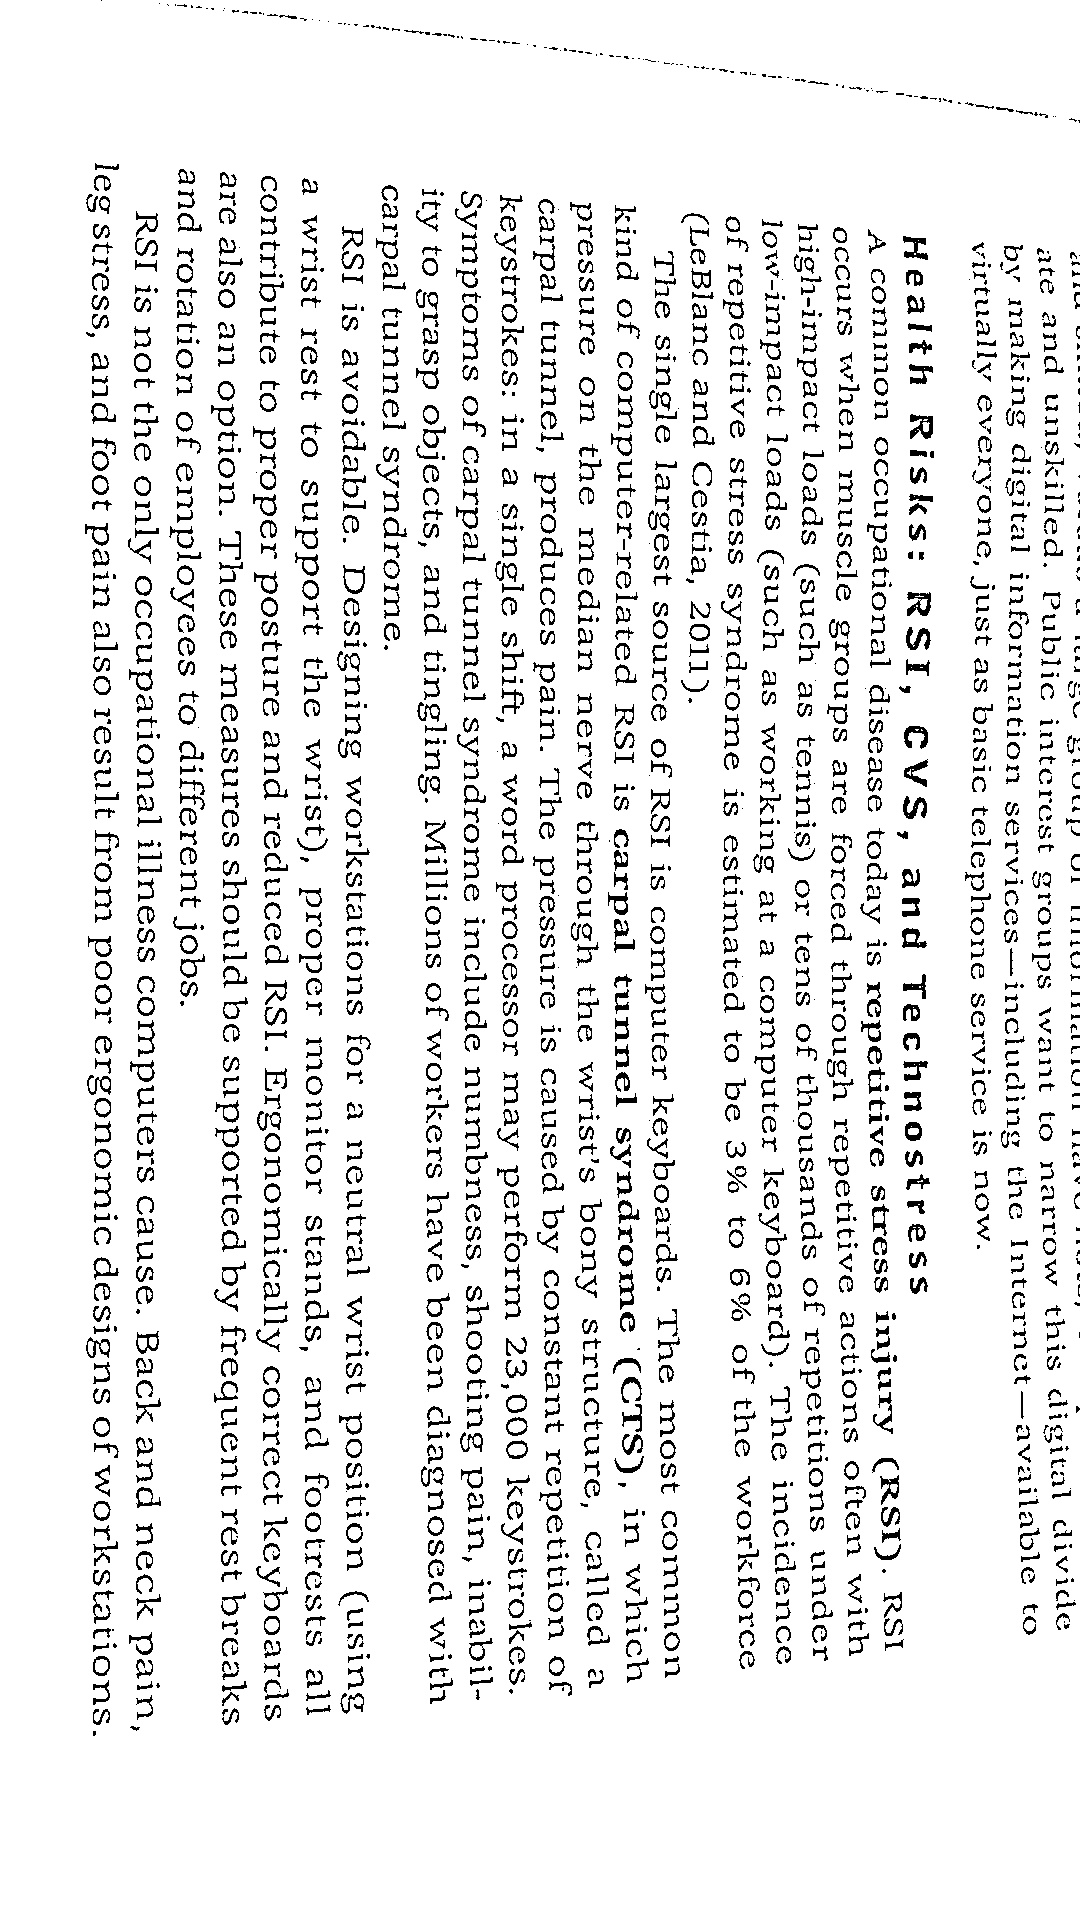 ate and unskilled. Public interest groups want to narrow this digital divide
by making digital information services—including the Internet—available to
virtually everyone, just as basic telephone service is now.
Health Risks: RSI, CVS, and Technostress
A common occupational disease today is repetitive stress injury (RSI). RSI
occurs when muscle groups are forced through repetitive actions often with
high-impact loads (such as tennis) or tens of thousands of repetitions under
low-impact loads (such as working at a computer keyboard). The incidence
of repetitive stress syndrome is estimated to be 3% to 6% of the workforce
(LeBlanc and Cestia, 2011).
The single largest source of RSI is computer keyboards. The most common
kind of computer-related RSI is carpal tunnel syndrome (CTS), in which
pressure on the median nerve through the wrist's bony structure, called a
carpal tunnel, produces pain. The pressure is caused by constant repetition of
keystrokes: in a single shift, a word processor may perform 23,000 keystrokes.
Symptoms of carpal tunnel syndrome include numbness, shooting pain, inabil-
ity to grasp objects, and tingling. Millions of workers have been diagnosed with
carpal tunnel syndrome.
RSI is avoidable. Designing workstations for a neutral wrist position (using
a wrist rest to support the wrist), proper monitor stands, and footrests all
contribute to proper posture and reduced RSI. Ergonomically correct keyboards
are also an option. These measures should be supported by frequent rest breaks
and rotation of employees to different jobs.
RSI is not the only occupational illness computers cause. Back and neck pain,
leg stress, and foot pain also result from poor ergonomic designs of workstations.